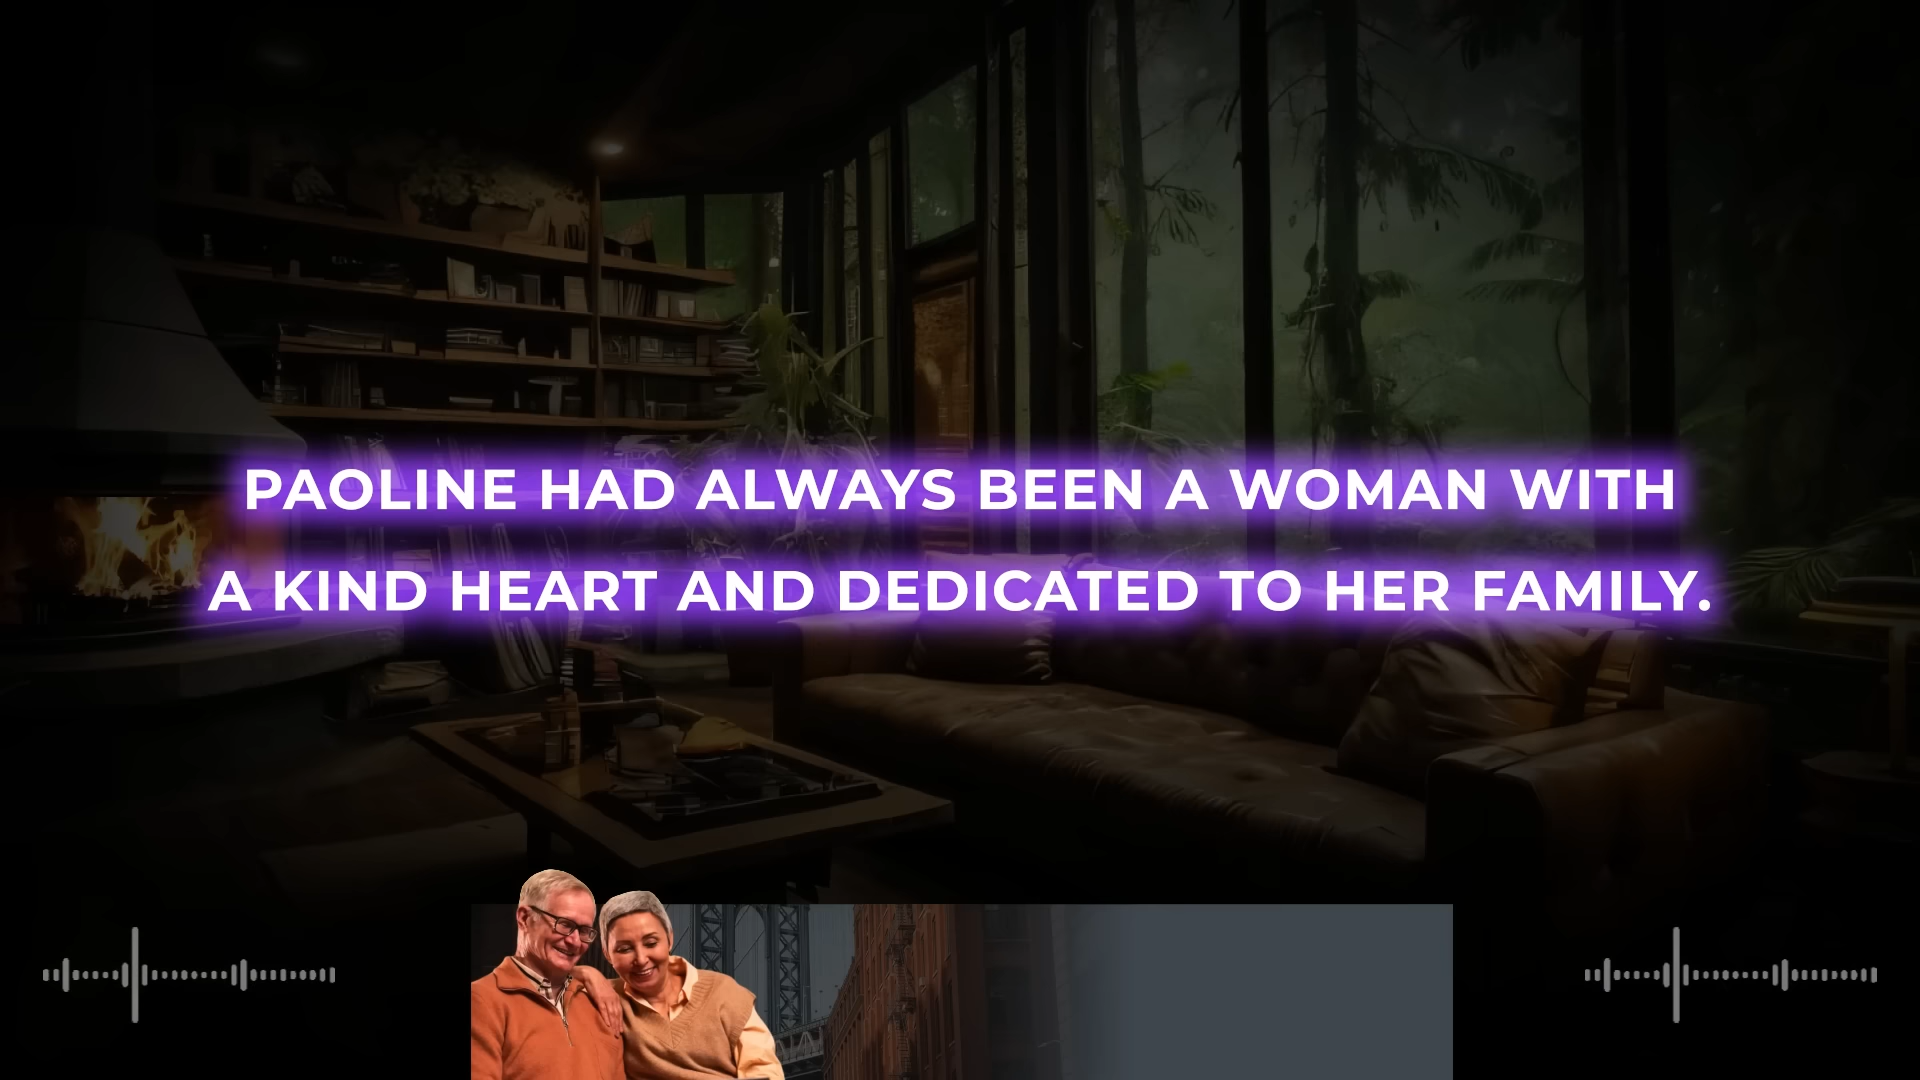 PAOLINE HAD ALWAYS BEEN A WOMAN WITH
A KIND HEART AND DEDICATED TO HER FAMILY.